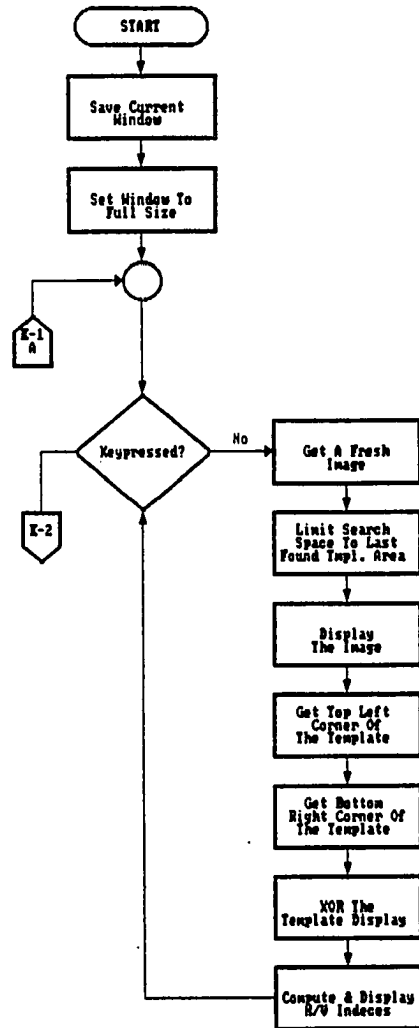 START
Save Current
Window
Set Window To
Full Size
K-1
A
Keypressed?
No
Get A Fresh
Image
K-2
Limit Search
Space To Last
Found Tmpl. Area
Display
The Image
Get Top Left
Corner Of
The Template
Get Bottom
Right Corner Of
The Template
XOR The
Template Display
Compute & Display
R/V Indeces